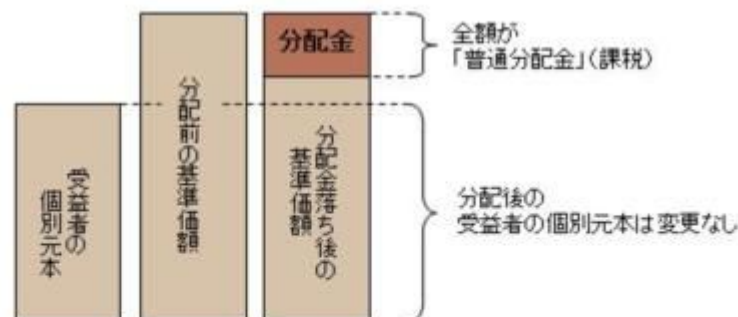 受益者の
個別元本
分配前の基準価額
分配金
分配金落ち後の
基準価額
全額が
「普通分配金」(課税)
分配後の
受益者の個別元本は変更なし